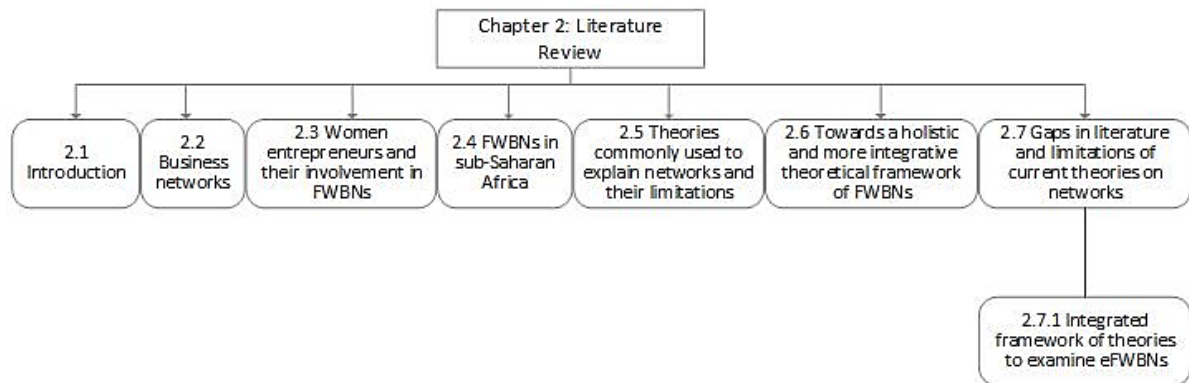 Chapter 2: Literature
Review
2.1
Introduction
2.2
Business
networks
2.3 Women
entrepreneurs and
their involvement in
FWBNs
2.4 FWBNs in
sub-Saharan
Africa
2.5 Theories
commonly used to
explain networks and
their limitations
2.6 Towards a holistic
and more integrative
theoretical framework
of FWBNs
2.7 Gaps in literature
and limitations of
current theories on
networks
2.7.1 Integrated
framework of theories
to examine eFWBNs